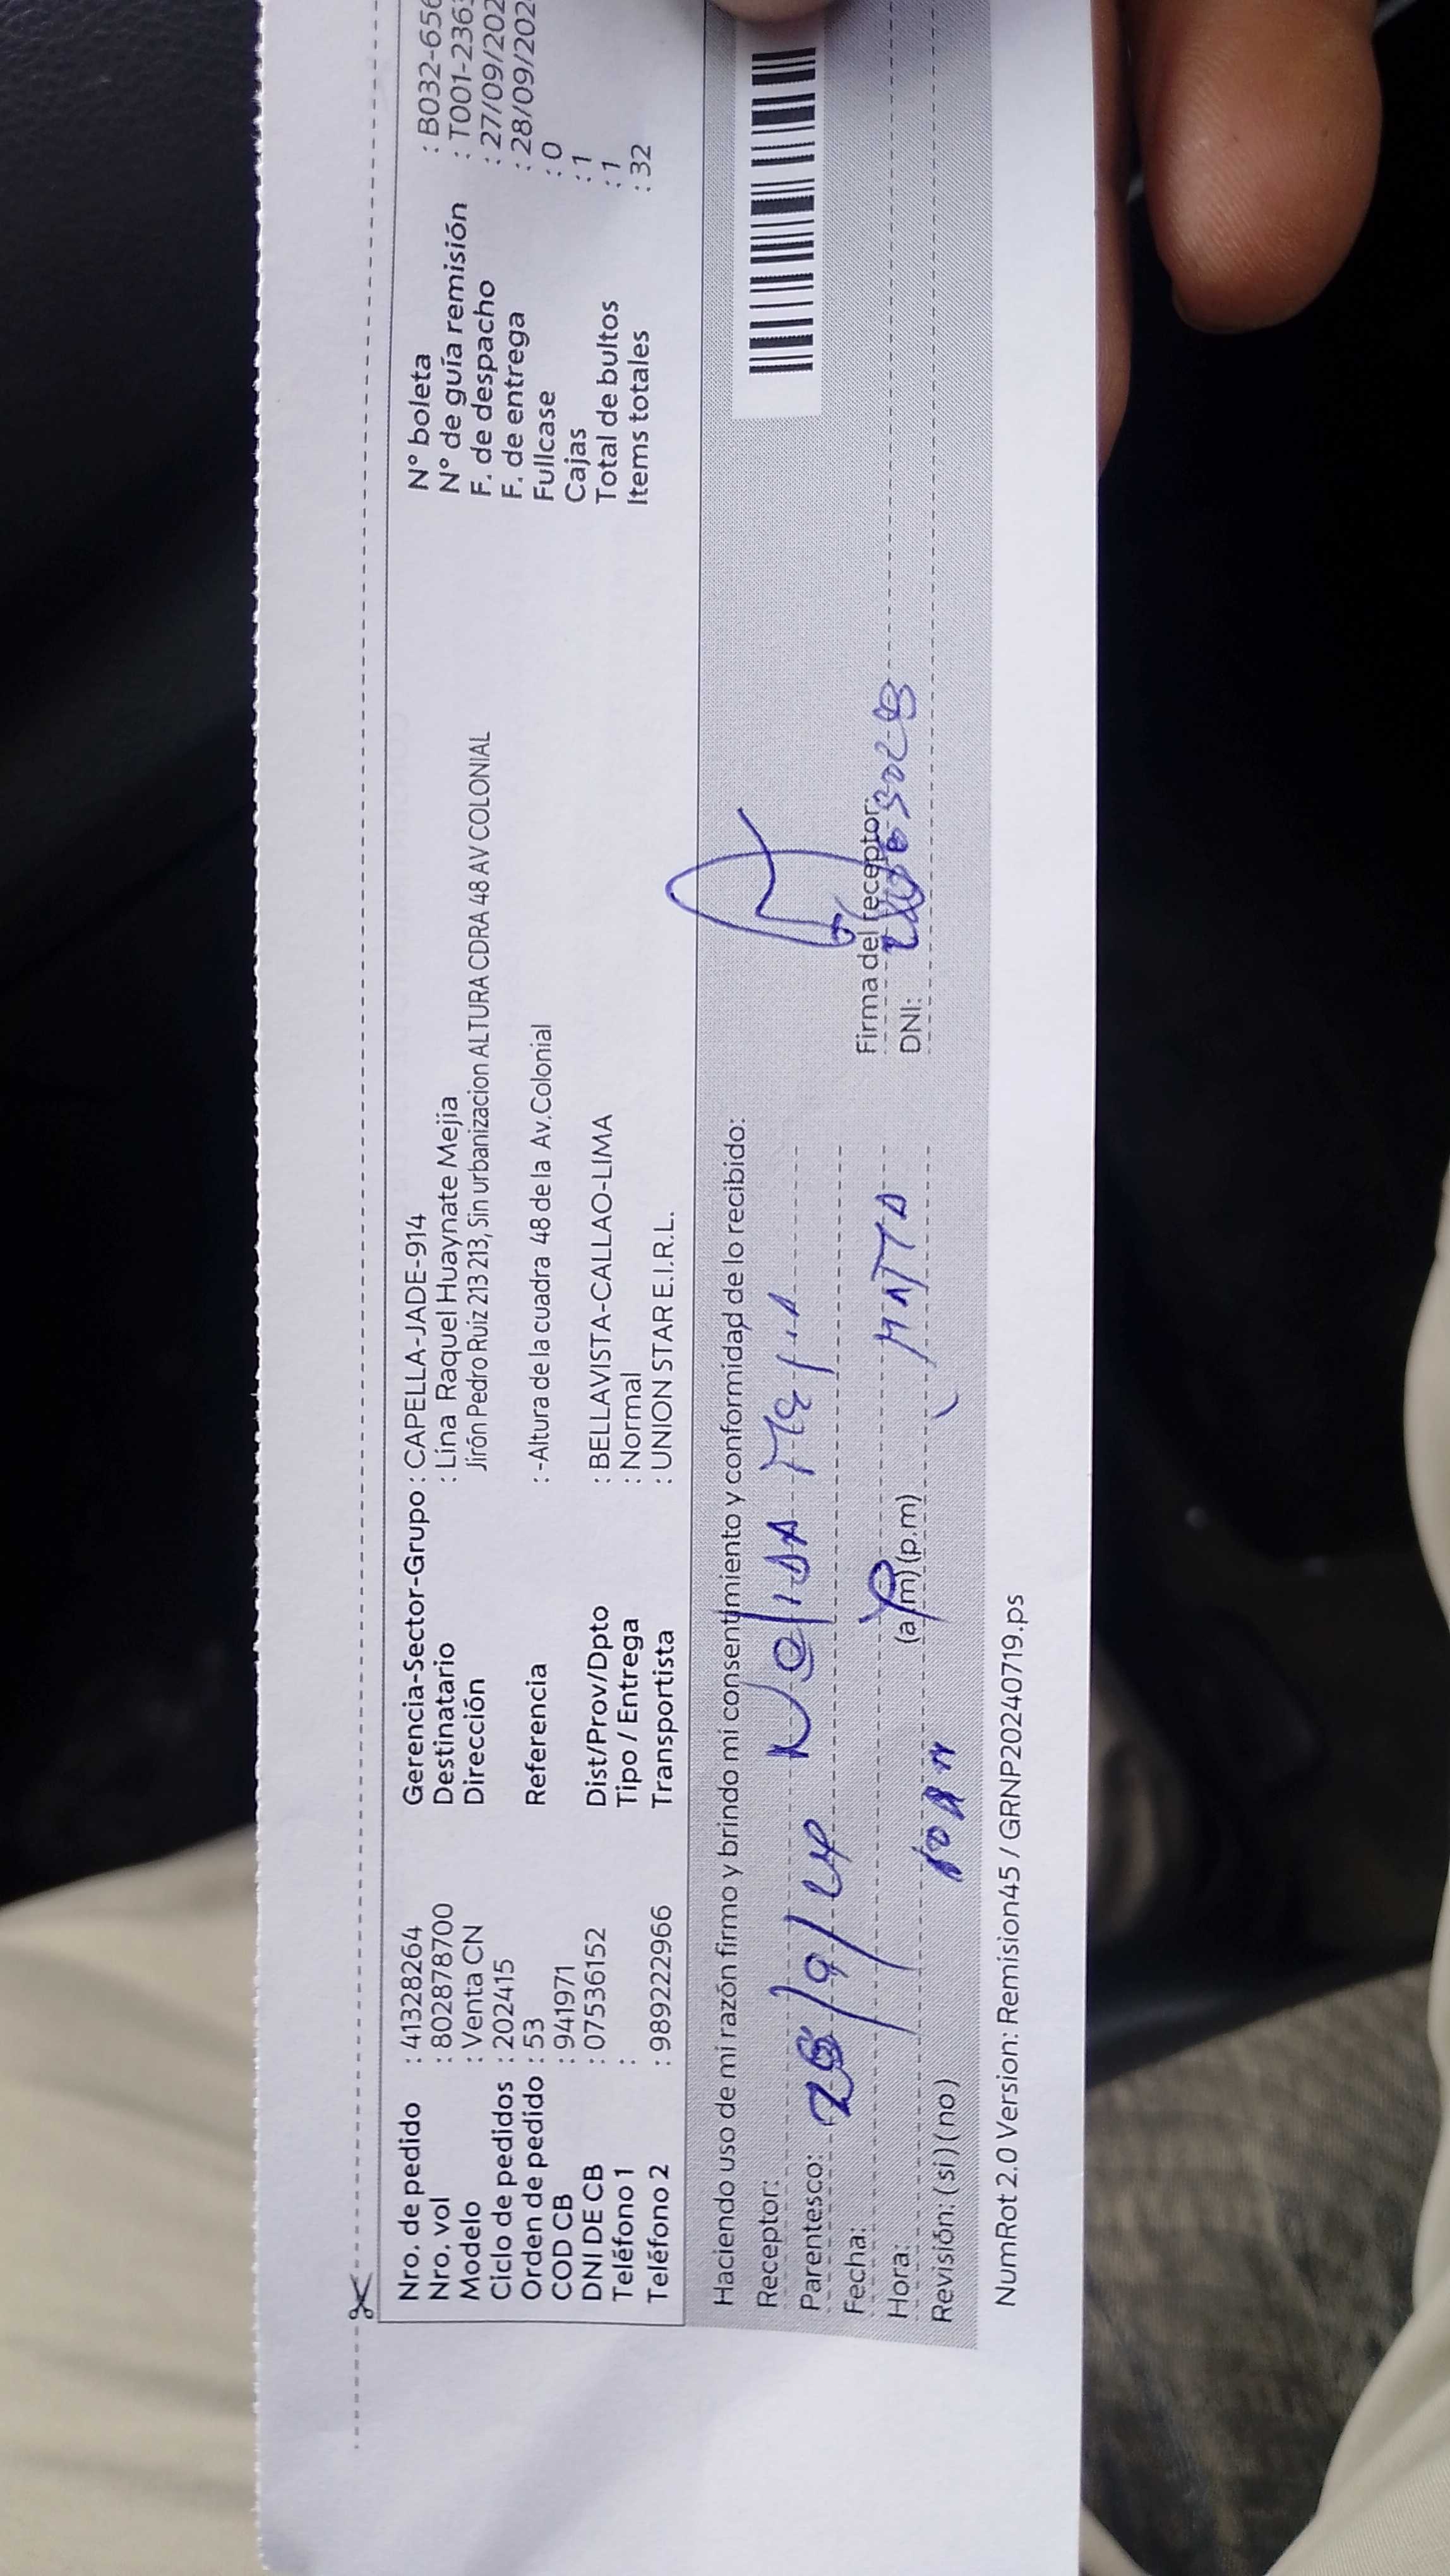 Nro. de pedido : 41328264
Nro. vol : 802878700
Modelo : Venta CN
Ciclo de pedidos : 202415
Orden de pedido : 53
COD CB : 941971
DNI DE CB : 07536152
Teléfono 1 :
Teléfono 2 : 989222966
Gerencia-Sector-Grupo : CAPELLA-JADE-914
Destinatario : Lina Raquel Huaynate Mejia
Dirección Jirón Pedro Ruiz 213 213, Sin urbanizacion ALTURA CDRA 48 AV COLONIAL
Referencia : -Altura de la cuadra 48 de la Av.Colonial
Dist/Prov/Dpto : BELLAVISTA-CALLAO-LIMA
Tipo / Entrega : Normal
Transportista : UNION STAR E.I.R.L.
N° boleta : B032-656
N° de guía remisión : T001-236
F. de despacho : 27/09/202
F. de entrega : 28/09/202
Fullcase : 0
Cajas : 1
Total de bultos : 1
Items totales : 32
Haciendo uso de mi razón firmo y brindo mi consentimiento y conformidad de lo recibido:
Receptor: Nelida Mejia
Parentesco:
Fecha: 28/9/24
Hora: (a.m) (p.m)
Revisión: (si) (no)
Firma del receptor:
DNI:
NumRot 2.0 Version: Remision45 / GRNP20240719.ps